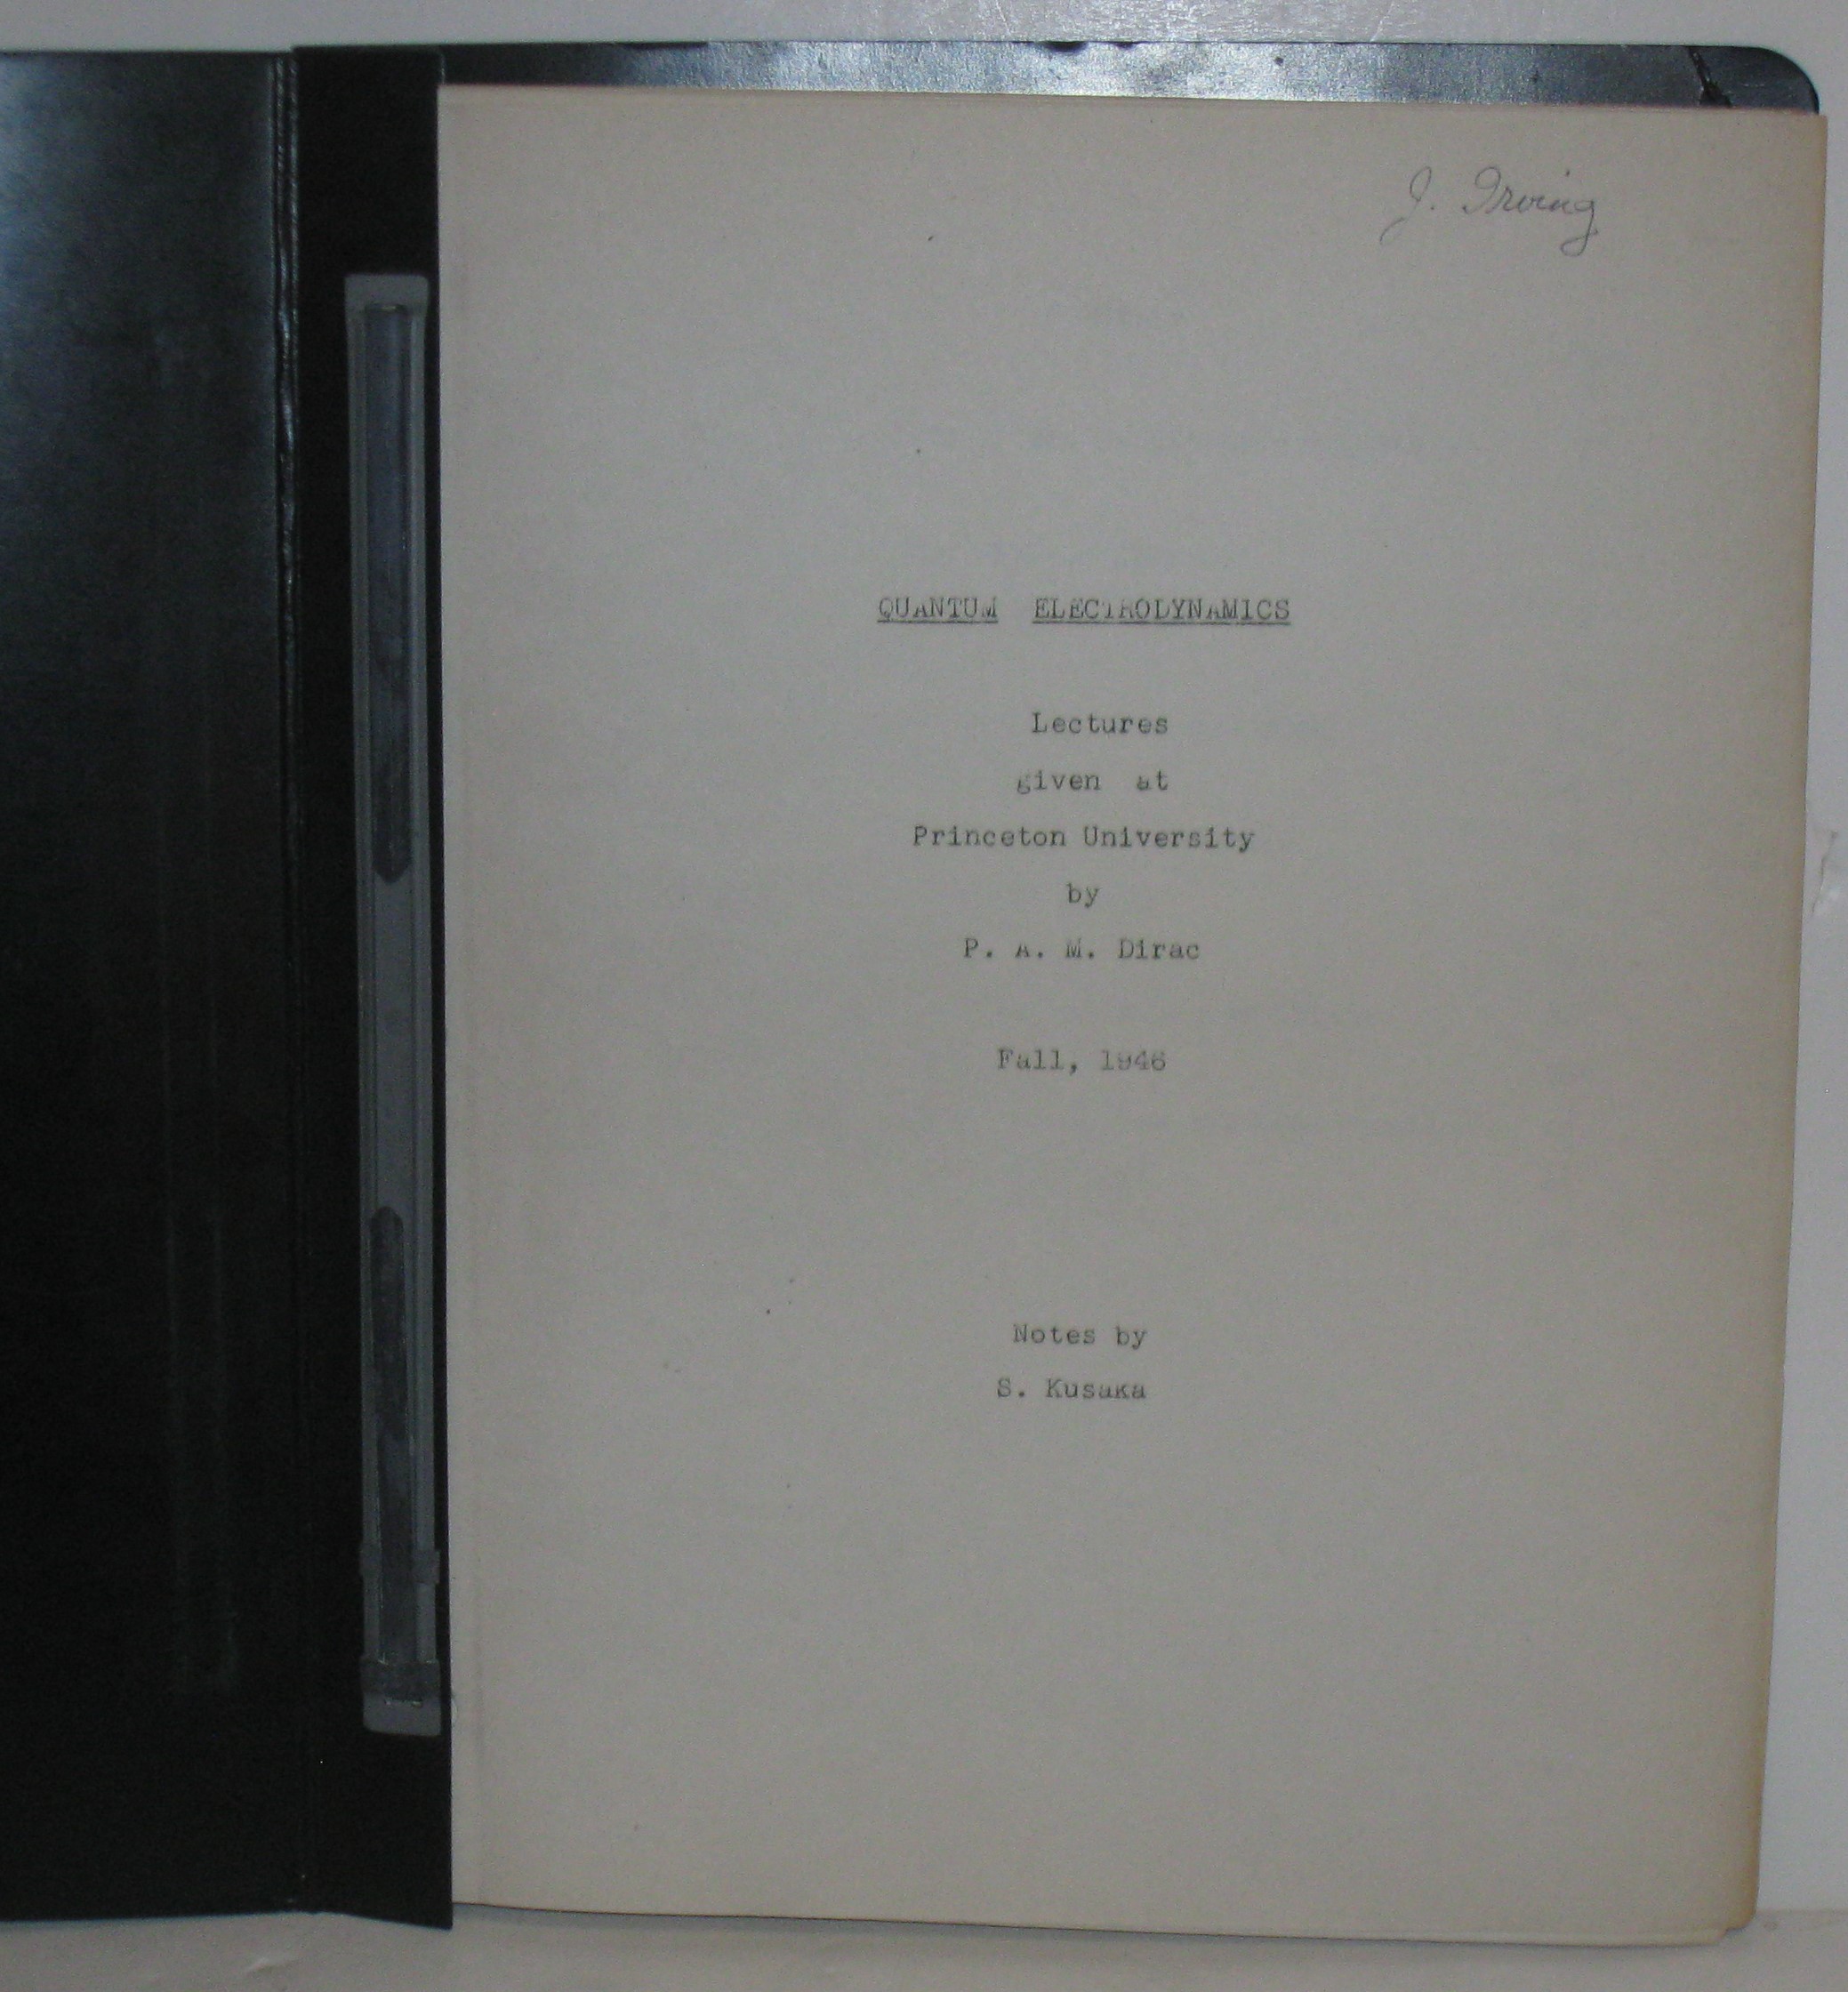 J. Irving
QUANTUM ELECTRODYNAMICS
Lectures
given at
Princeton University
by
P. A. M. Dirac
Fall, 1946
Notes by
S. Kusaka